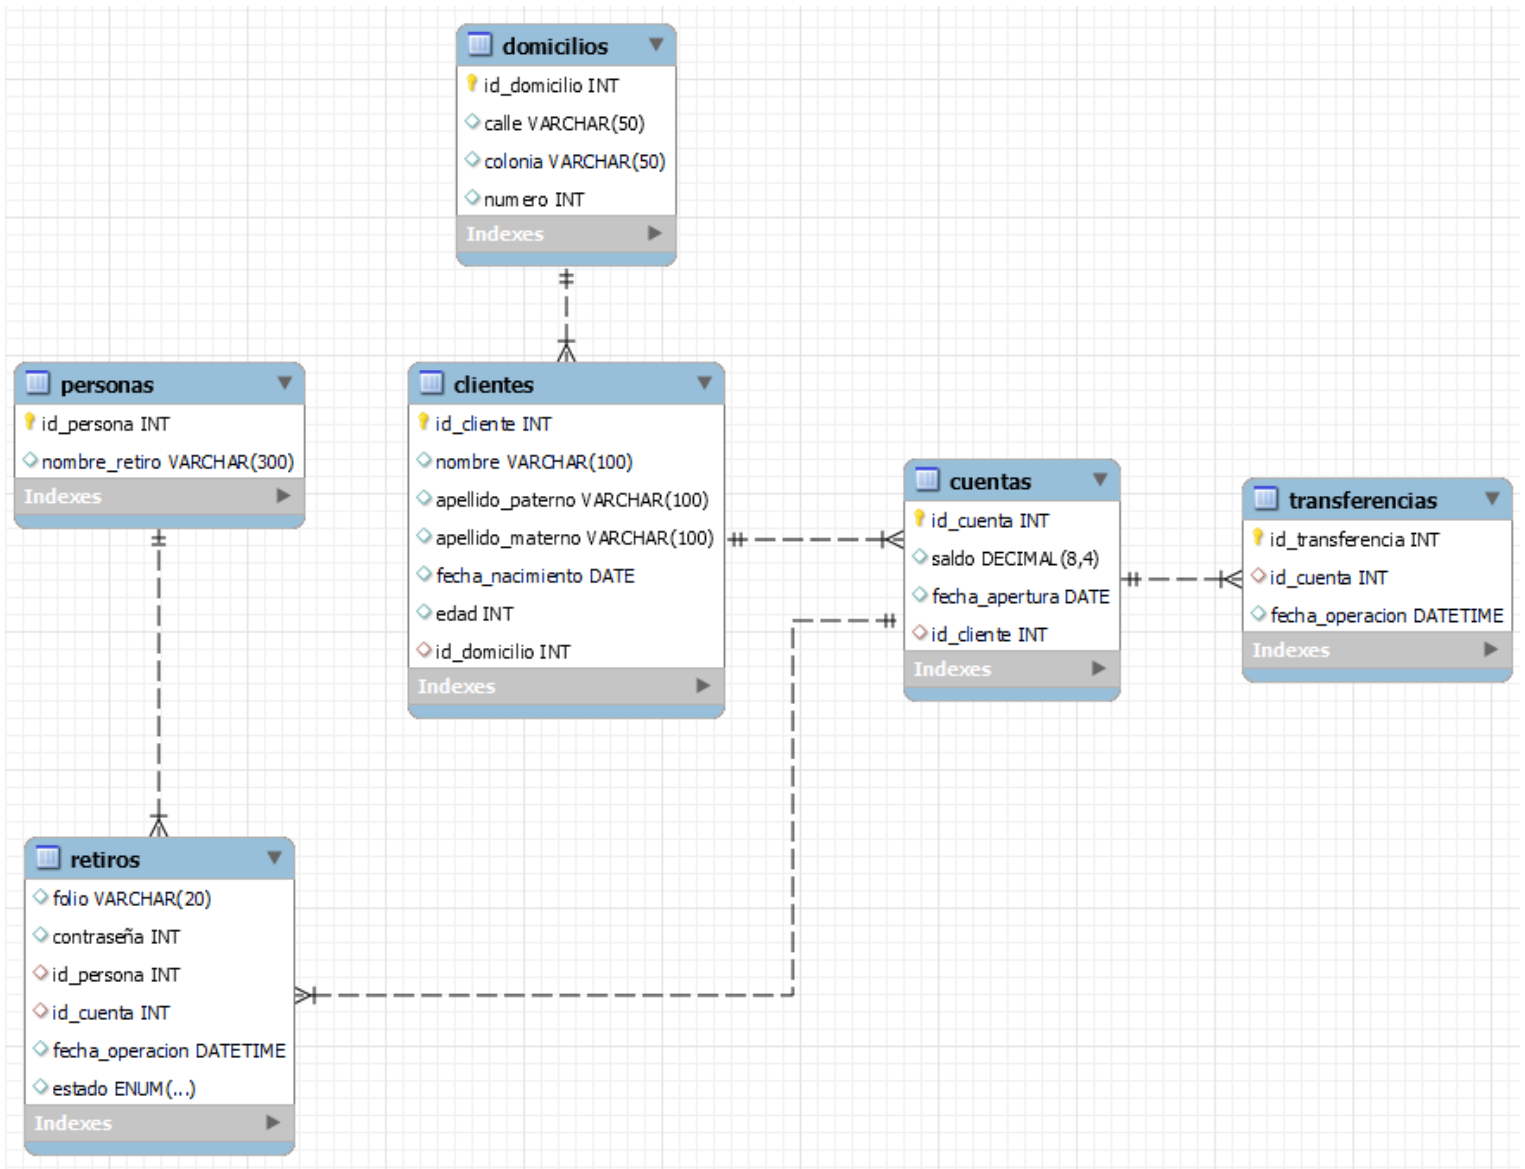 domicilios
id_domicilio INT
calle VARCHAR(50)
colonia VARCHAR(50)
numero INT
Indexes
personas
id_persona INT
nombre_retiro VARCHAR(300)
Indexes
clientes
id_cliente INT
nombre VARCHAR(100)
apellido_paterno VARCHAR(100)
apellido_materno VARCHAR(100)
fecha_nacimiento DATE
edad INT
id_domicilio INT
Indexes
cuentas
id_cuenta INT
saldo DECIMAL(8,4)
fecha_apertura DATE
id_cliente INT
Indexes
transferencias
id_transferencia INT
id_cuenta INT
fecha_operacion DATETIME
Indexes
retiros
folio VARCHAR(20)
contraseña INT
id_persona INT
id_cuenta INT
fecha_operacion DATETIME
estado ENUM(...)
Indexes